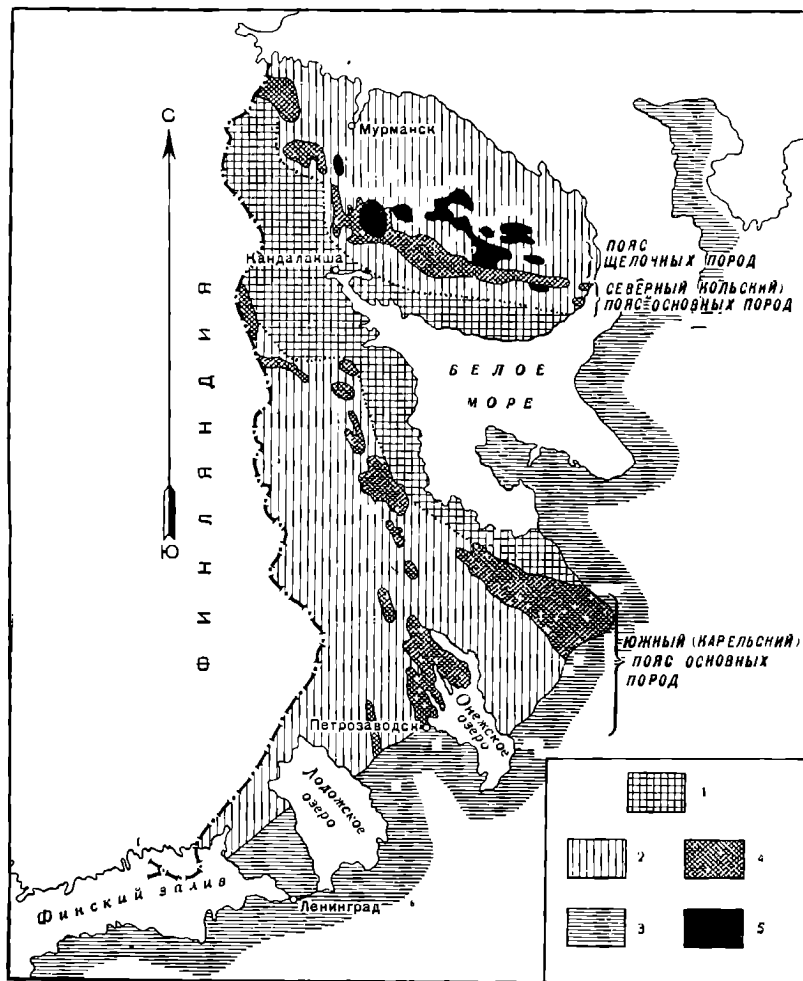 С
Мурманск
ПОЯС
ЩЕЛОЧНЫХ ПОРОД
Кандалакша
СЕВЕРНЫЙ (КОЛЬСКИЙ)
ПОЯС ОСНОВНЫХ ПОРОД
БЕЛОЕ
МОРЕ
ФИНЛЯНДИЯ
Ю
ЮЖНЫЙ (КАРЕЛЬСКИЙ)
ПОЯС ОСНОВНЫХ
ПОРОД
Онежское
озеро
Петрозаводск
Ладожское
озеро
Финский залив
Ленинград
1
2
4
3
5